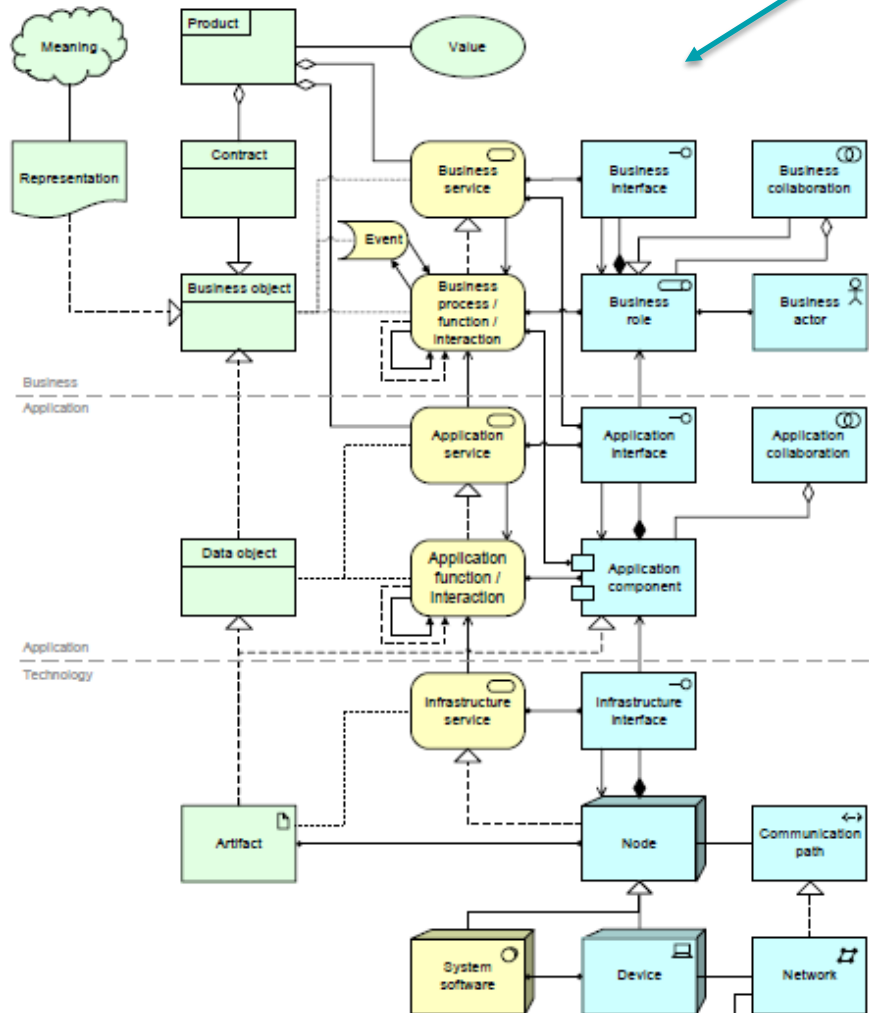 Meaning
Product
Value
Representation
Contract
Business
service
Business
Interface
Business
collaboration
Event
Business object
Business
process /
function /
Interaction
Business
role
Business
actor
Business
Application
Application
service
Application
Interface
Application
collaboration
Data object
Application
function /
Interaction
Application
component
Application
Technology
Infrastructure
service
Infrastructure
Interface
Artifact
Node
Communication
path
System
software
Device
Network